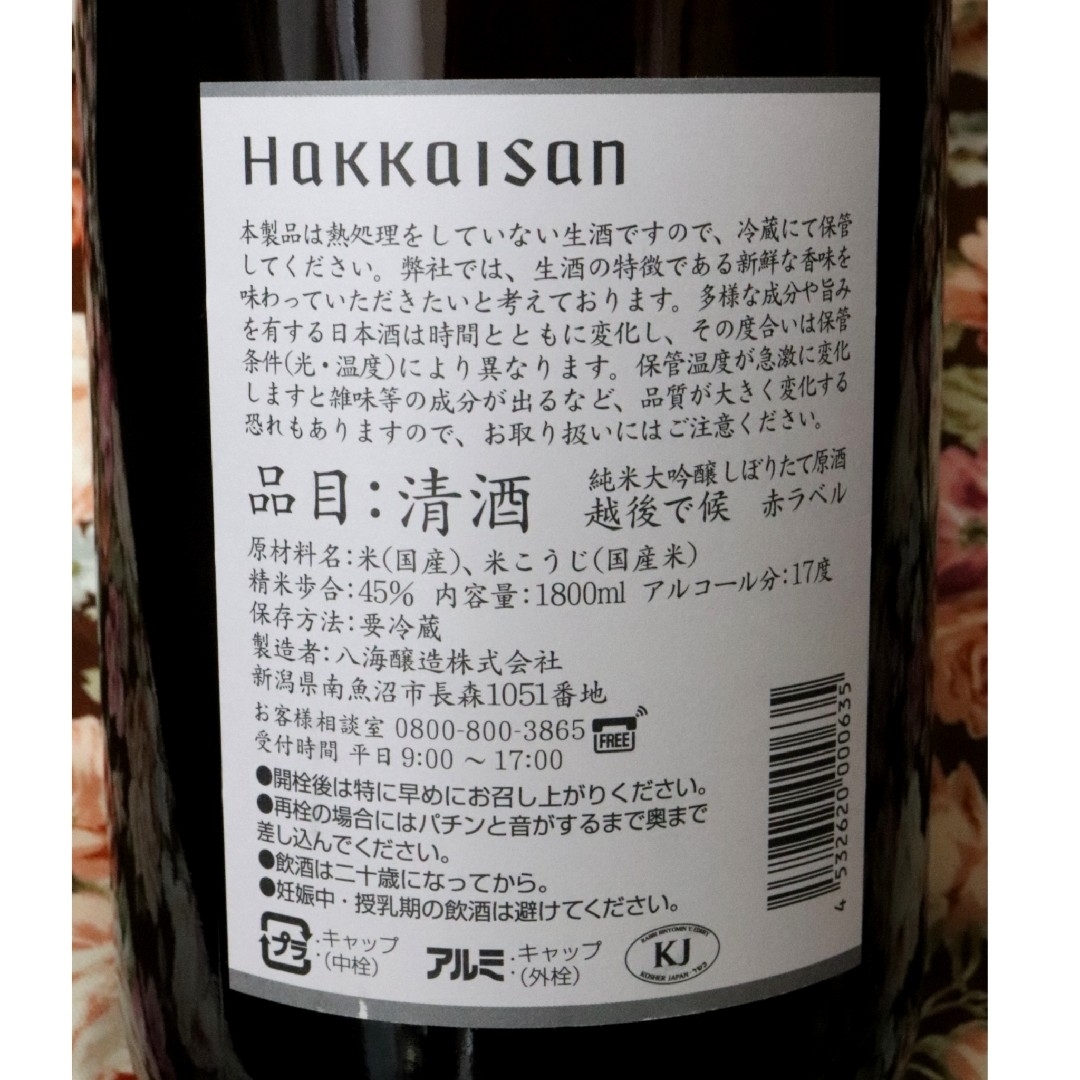 Hakkaisan
本製品は熱処理をしていない生酒ですので、冷蔵にて保管
してください。弊社では、生酒の特徴である新鮮な香味を
味わっていただきたいと考えております。多様な成分や旨み
を有する日本酒は時間とともに変化し、その度合いは保管
条件(光・温度)により異なります。保管温度が急激に変化
しますと雑味等の成分が出るなど、品質が大きく変化する
恐れもありますので、お取り扱いにはご注意ください。
品目:清酒
純米大吟醸しぼりたて原酒
越後で候 赤ラベル
原材料名:米(国産)、米こうじ(国産米)
精米歩合:45% 内容量:1800ml アルコール分:17度
保存方法:要冷蔵
製造者:八海醸造株式会社
新潟県南魚沼市長森1051番地
お客様相談室 0800-800-3865 FREE
受付時間 平日 9:00 ～ 17:00
●開栓後は特に早めにお召し上がりください。
●再栓の場合にはパチンと音がするまで奥まで
差し込んでください。
●飲酒は二十歳になってから。
●妊娠中・授乳期の飲酒は避けてください。
プラ ・キャップ
・(中栓)
アルミ ・キャップ
・(外栓)
KJ
KOSHER JAPAN
4 532620 000635